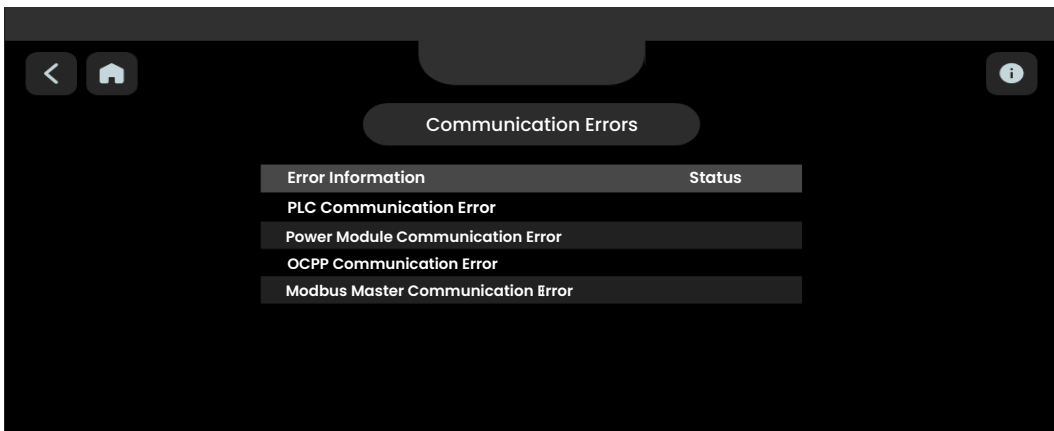 Communication Errors
Error Information Status
PLC Communication Error
Power Module Communication Error
OCPP Communication Error
Modbus Master Communication Error